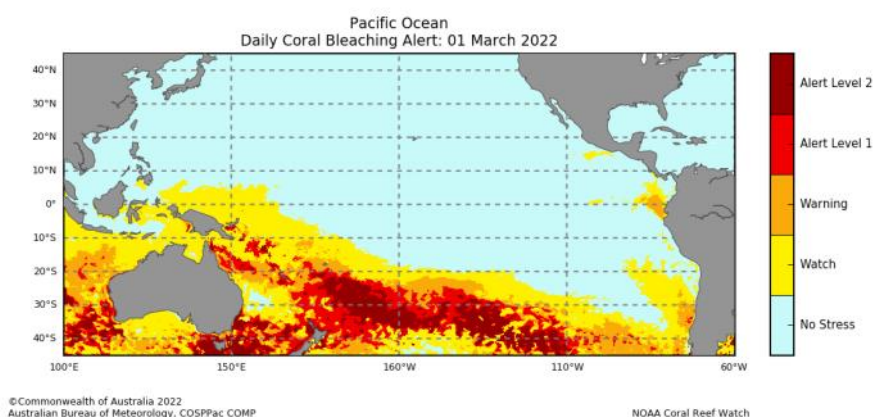 Pacific Ocean
Daily Coral Bleaching Alert: 01 March 2022
40°N
30°N
20°N
10°N
0°
10°S
20°S
30°S
40°S
100°E
150°E
160°W
110°W
60°W
Alert Level 2
Alert Level 1
Warning
Watch
No Stress
©Commonwealth of Australia 2022
Australian Bureau of Meteorology, COSPPac COMP
NOAA Coral Reef Watch